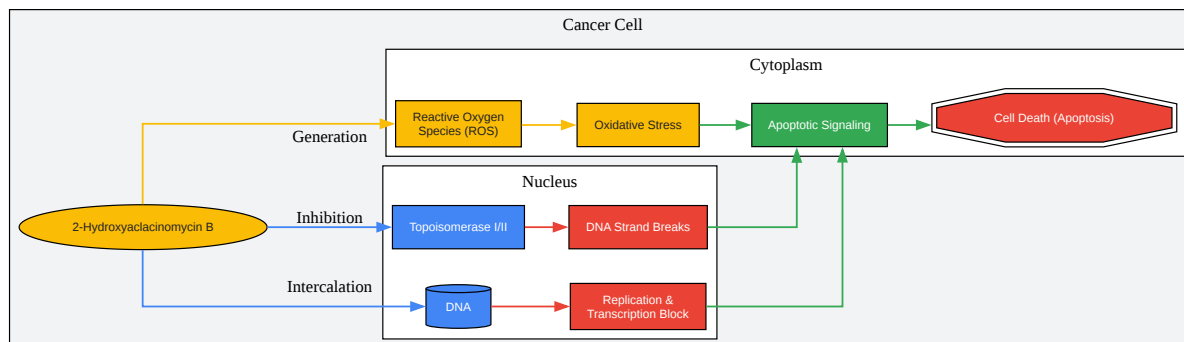 Cancer Cell
Cytoplasm
Generation
Reactive Oxygen
Species (ROS)
Oxidative Stress
Apoptotic Signaling
Cell Death (Apoptosis)
Nucleus
2-Hydroxyaclacinomycin B
Inhibition
Topoisomerase I/II
DNA Strand Breaks
Intercalation
DNA
Replication &
Transcription Block